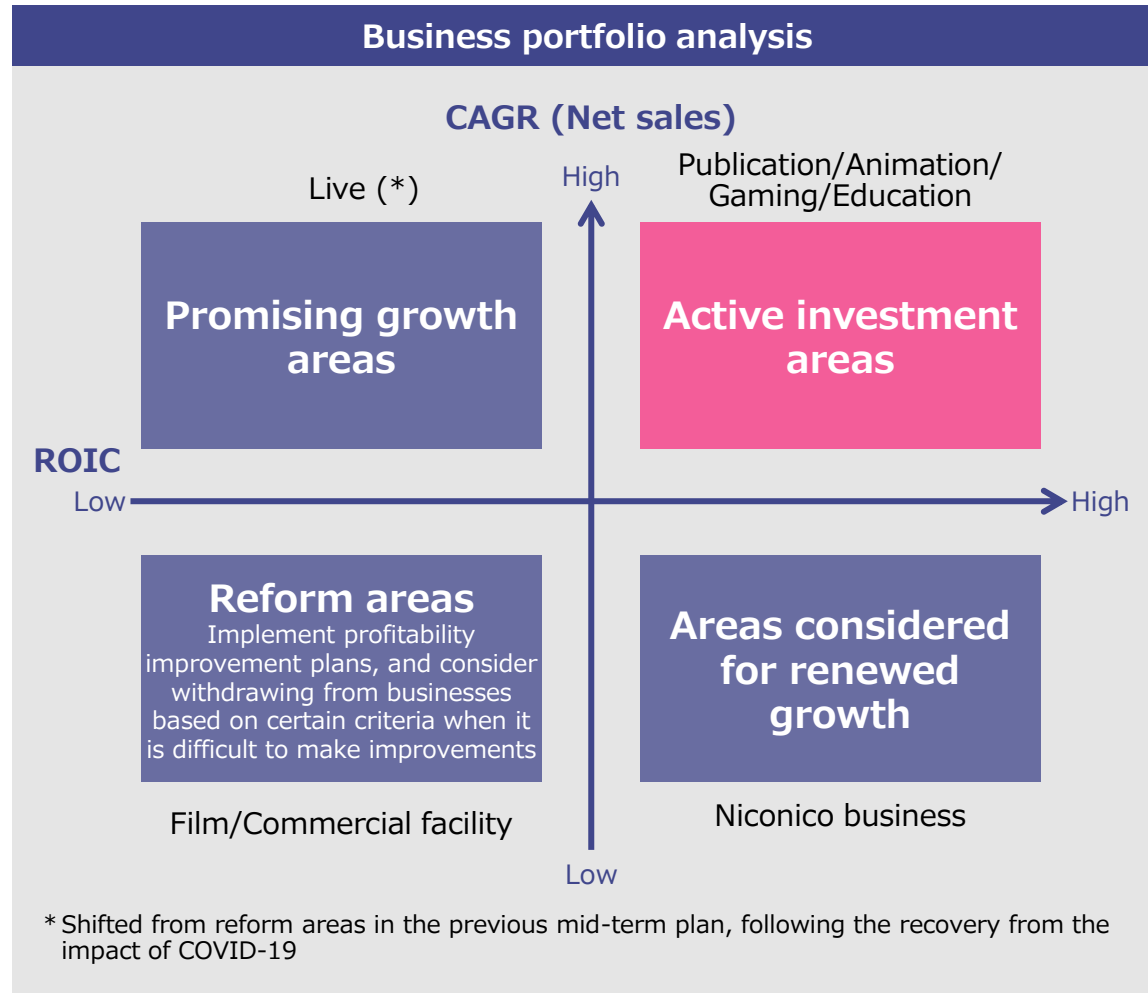 Business portfolio analysis
CAGR (Net sales)
Live (*)
High
Publication/Animation/
Gaming/Education
Promising growth
areas
Active investment
areas
ROIC
Low
High
Reform areas
Implement profitability
improvement plans, and consider
withdrawing from businesses
based on certain criteria when it
is difficult to make improvements
Areas considered
for renewed
growth
Film/Commercial facility
Niconico business
Low
* Shifted from reform areas in the previous mid-term plan, following the recovery from the
impact of COVID-19